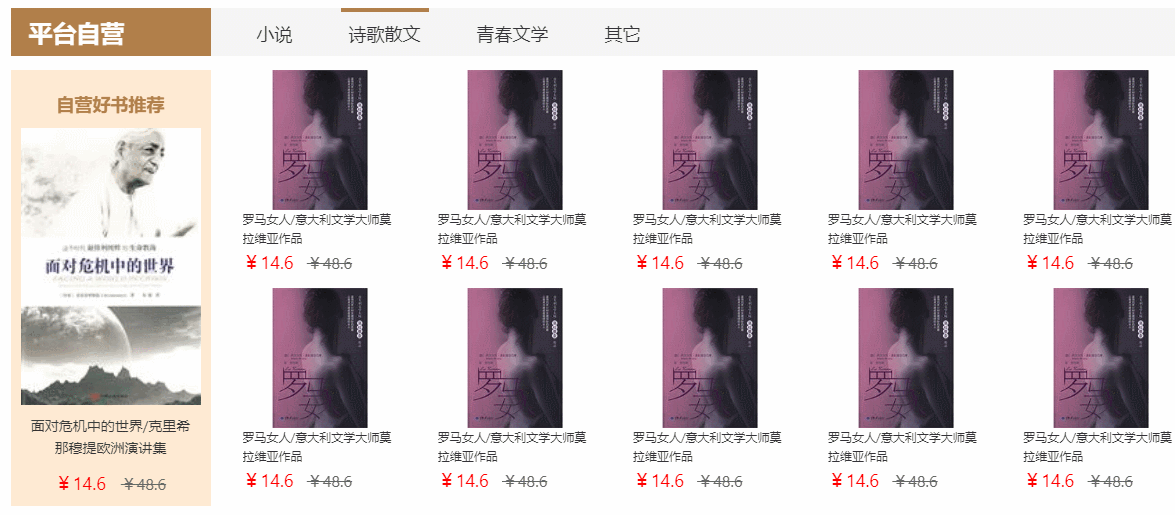 平台自营
小说 诗歌散文 青春文学 其它
自营好书推荐
面对危机中的世界
面对危机中的世界/克里希
那穆提欧洲演讲集
￥14.6 ￥48.6
罗马女人/意大利文学大师莫
拉维亚作品
￥14.6 ￥48.6
罗马女人/意大利文学大师莫
拉维亚作品
￥14.6 ￥48.6
罗马女人/意大利文学大师莫
拉维亚作品
￥14.6 ￥48.6
罗马女人/意大利文学大师莫
拉维亚作品
￥14.6 ￥48.6
罗马女人/意大利文学大师莫
拉维亚作品
￥14.6 ￥48.6
罗马女人/意大利文学大师莫
拉维亚作品
￥14.6 ￥48.6
罗马女人/意大利文学大师莫
拉维亚作品
￥14.6 ￥48.6
罗马女人/意大利文学大师莫
拉维亚作品
￥14.6 ￥48.6
罗马女人/意大利文学大师莫
拉维亚作品
￥14.6 ￥48.6
罗马女人/意大利文学大师莫
拉维亚作品
￥14.6 ￥48.6